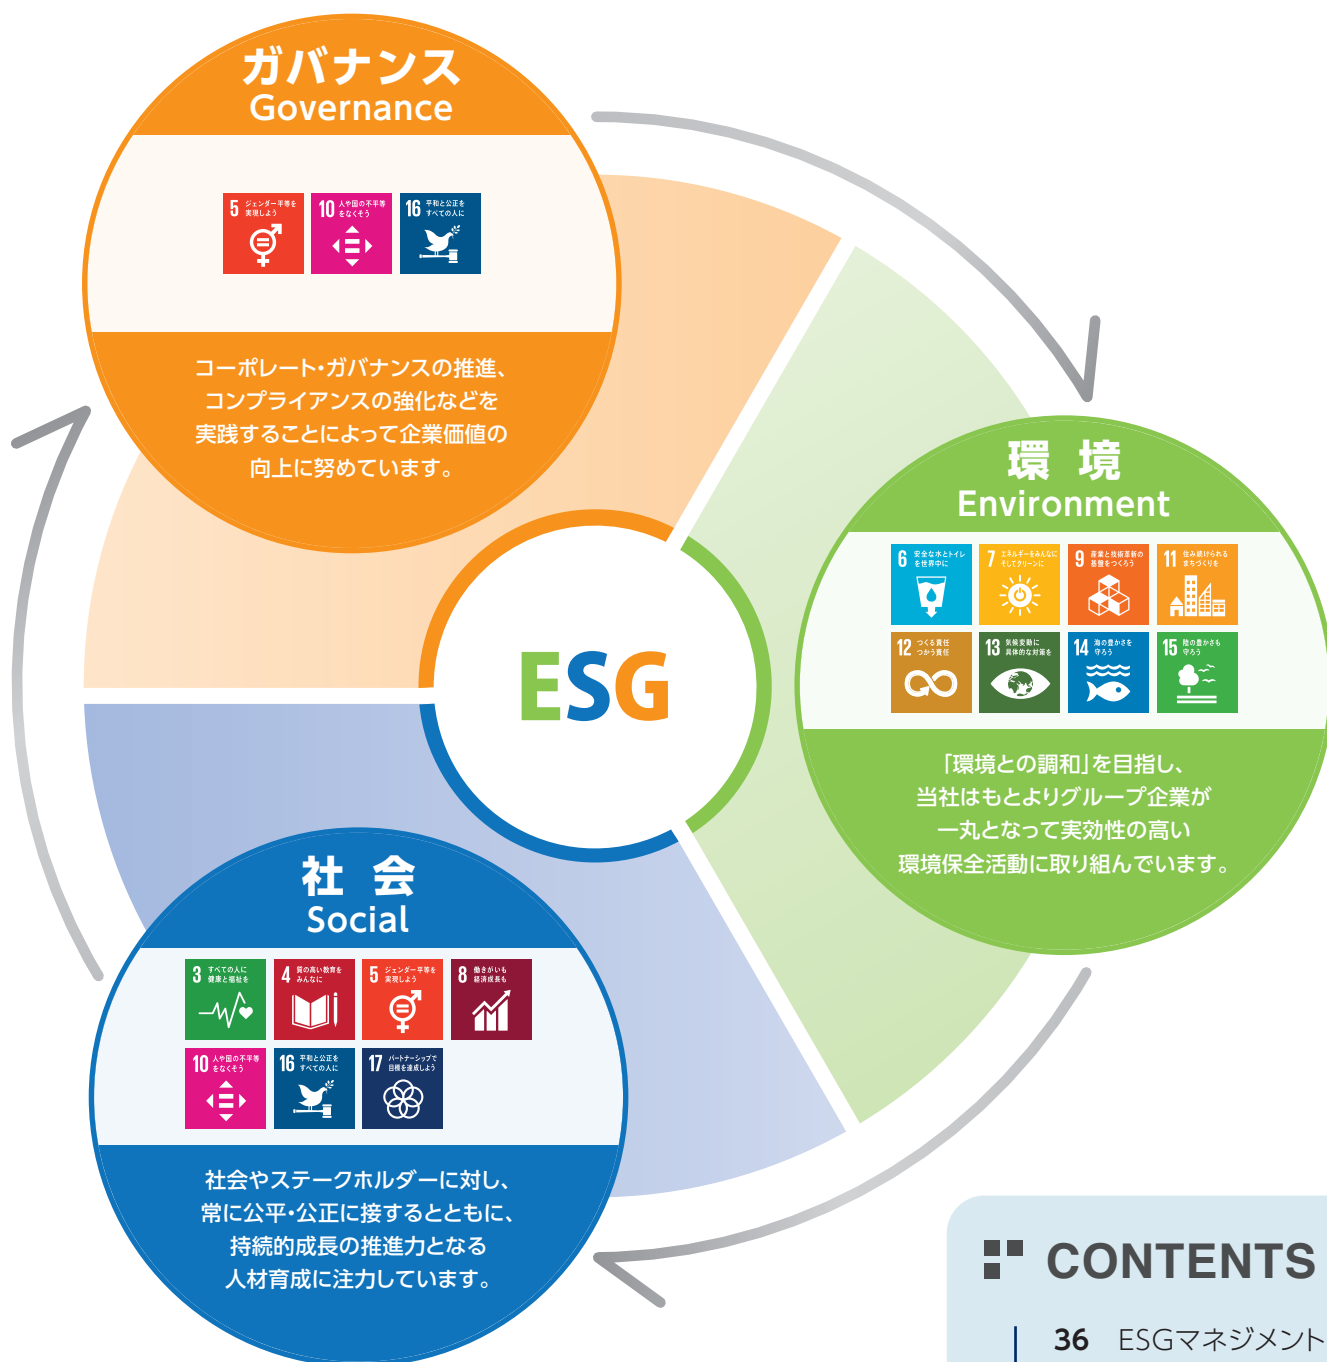 ガバナンス
Governance
5 ジェンダー平等を
実現しよう
10 人や国の不平等
をなくそう
16 平和と公正を
すべての人に
コーポレート・ガバナンスの推進、
コンプライアンスの強化などを
実践することによって企業価値の
向上に努めています。
環 境
Environment
6 安全な水とトイレ
を世界中に
7 エネルギーをみんなに
そしてクリーンに
9 産業と技術革新の
基盤をつくろう
11 住み続けられる
まちづくりを
12 つくる責任
つかう責任
13 気候変動に
具体的な対策を
14 海の豊かさを
守ろう
15 陸の豊かさも
守ろう
「環境との調和」を目指し、
当社はもとよりグループ企業が
一丸となって実効性の高い
環境保全活動に取り組んでいます。
ESG
社 会
Social
3 すべての人に
健康と福祉を
4 質の高い教育を
みんなに
5 ジェンダー平等を
実現しよう
8 働きがいも
経済成長も
10 人や国の不平等
をなくそう
16 平和と公正を
すべての人に
17 パートナーシップで
目標を達成しよう
社会やステークホルダーに対し、
常に公平・公正に接するとともに、
持続的成長の推進力となる
人材育成に注力しています。
CONTENTS
36 ESGマネジメント